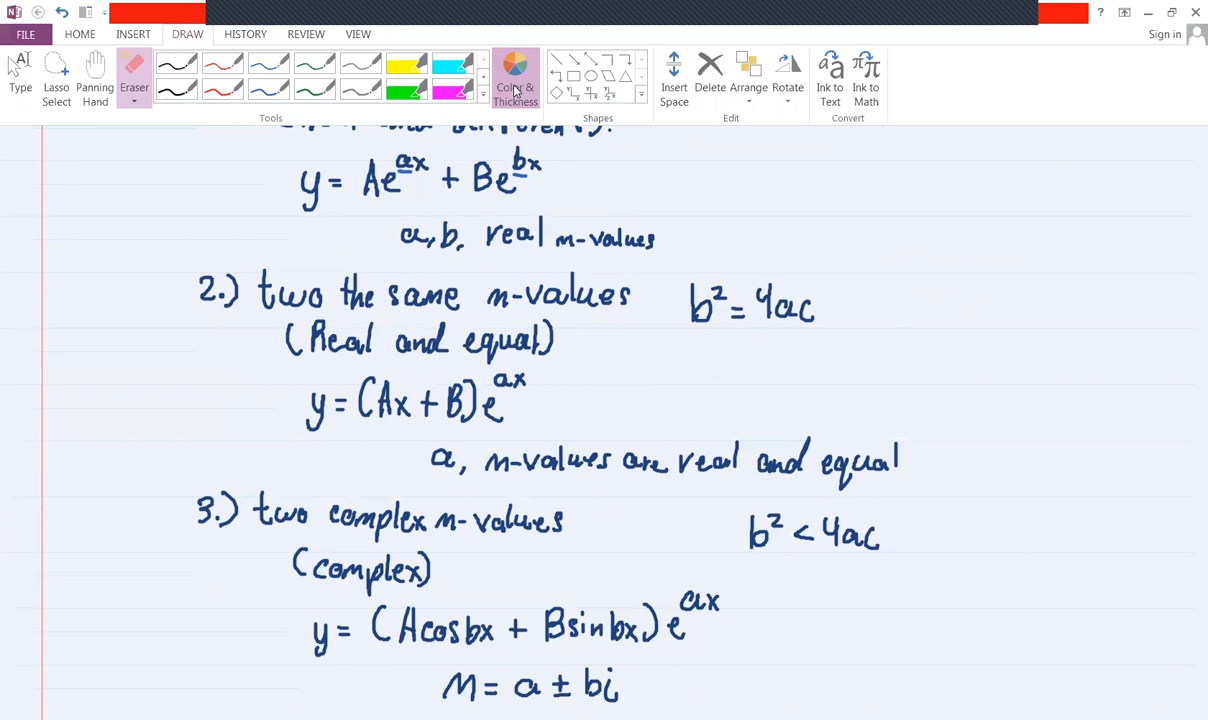 ? Sign in
FILE HOME INSERT DRAW HISTORY REVIEW VIEW
Type Lasso Select Panning Hand Eraser Color & Thickness Insert Space Delete Arrange Rotate Ink to Text Ink to Math
Tools Shapes Edit Convert
y = Ae^ax + Be^bx
a, b, real m-values
2.) two the same m-values b² = 4ac
(Real and equal)
y = (Ax + B)e^ax
a, m-values are real and equal
3.) two complex m-values b² < 4ac
(complex)
y = (Acosbx + Bsinbx) e^ax
M = a ± bi